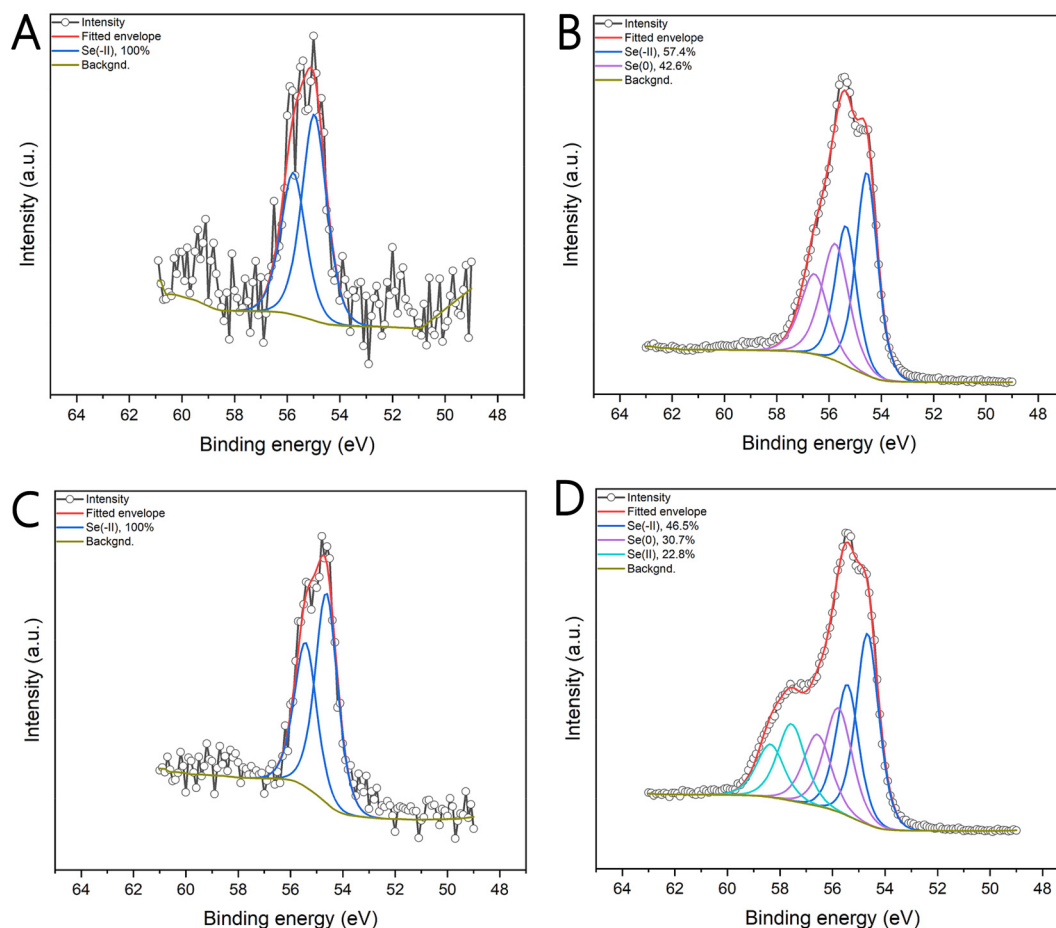 A
Intensity
Fitted envelope
Se(-II), 100%
Backgnd.
Intensity (a.u.)
64 62 60 58 56 54 52 50 48
Binding energy (eV)
B
Intensity
Fitted envelope
Se(-II), 57.4%
Se(0), 42.6%
Backgnd.
Intensity (a.u.)
64 62 60 58 56 54 52 50 48
Binding energy (eV)
C
Intensity
Fitted envelope
Se(-II), 100%
Backgnd.
Intensity (a.u.)
64 62 60 58 56 54 52 50 48
Binding energy (eV)
D
Intensity
Fitted envelope
Se(-II), 46.5%
Se(0), 30.7%
Se(II), 22.8%
Backgnd.
Intensity (a.u.)
64 62 60 58 56 54 52 50 48
Binding energy (eV)